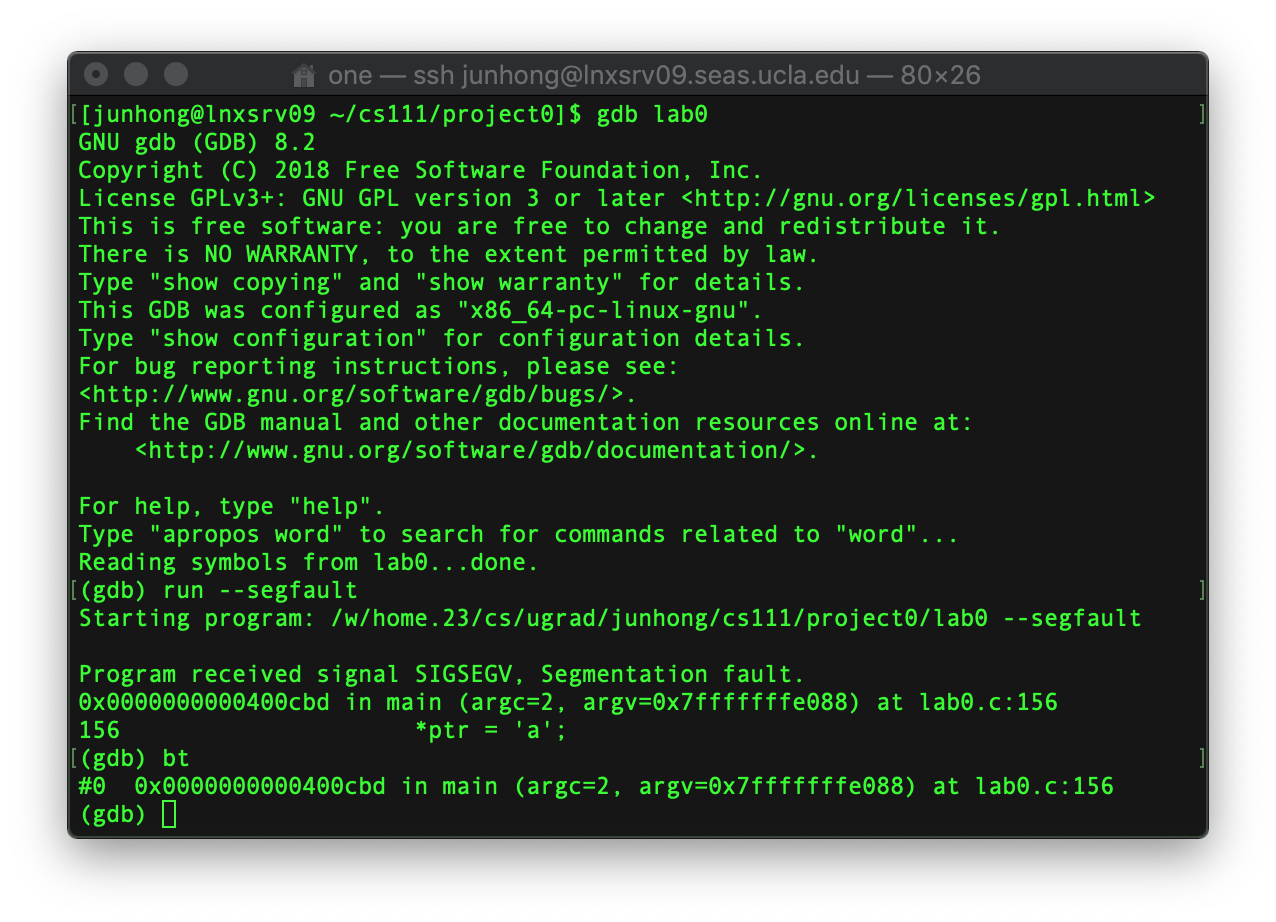 one — ssh junhong@lnxsrv09.seas.ucla.edu — 80×26
[[junhong@lnxsrv09 ~/cs111/project0]$ gdb lab0 ]
GNU gdb (GDB) 8.2
Copyright (C) 2018 Free Software Foundation, Inc.
License GPLv3+: GNU GPL version 3 or later <http://gnu.org/licenses/gpl.html>
This is free software: you are free to change and redistribute it.
There is NO WARRANTY, to the extent permitted by law.
Type "show copying" and "show warranty" for details.
This GDB was configured as "x86_64-pc-linux-gnu".
Type "show configuration" for configuration details.
For bug reporting instructions, please see:
<http://www.gnu.org/software/gdb/bugs/>.
Find the GDB manual and other documentation resources online at:
    <http://www.gnu.org/software/gdb/documentation/>.

For help, type "help".
Type "apropos word" to search for commands related to "word"...
Reading symbols from lab0...done.
[(gdb) run --segfault ]
Starting program: /w/home.23/cs/ugrad/junhong/cs111/project0/lab0 --segfault

Program received signal SIGSEGV, Segmentation fault.
0x0000000000400cbd in main (argc=2, argv=0x7fffffffe088) at lab0.c:156
156                     *ptr = 'a';
[(gdb) bt ]
#0  0x0000000000400cbd in main (argc=2, argv=0x7fffffffe088) at lab0.c:156
(gdb)